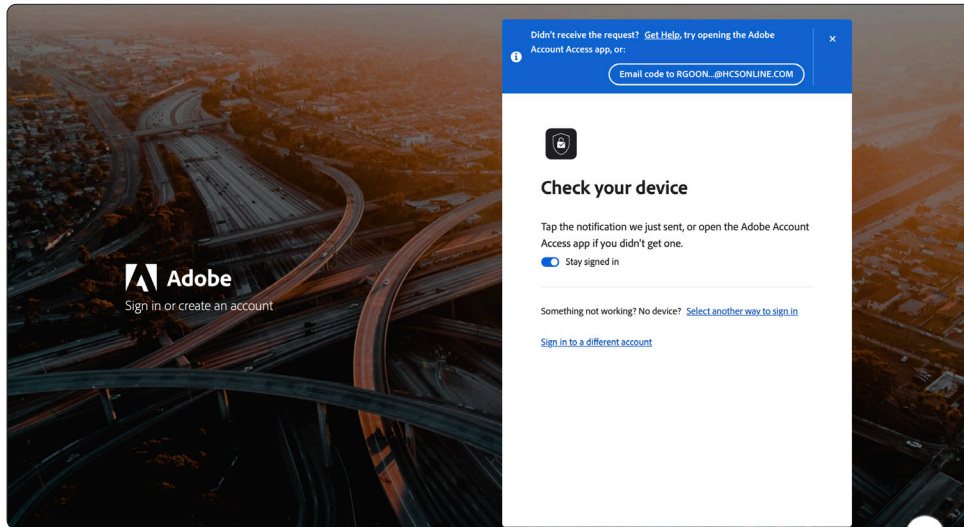 Adobe
Sign in or create an account
Didn't receive the request? Get Help, try opening the Adobe
Account Access app, or:
Email code to RGOON...@HCSONLINE.COM
Check your device
Tap the notification we just sent, or open the Adobe Account
Access app if you didn't get one.
Stay signed in
Something not working? No device? Select another way to sign in
Sign in to a different account